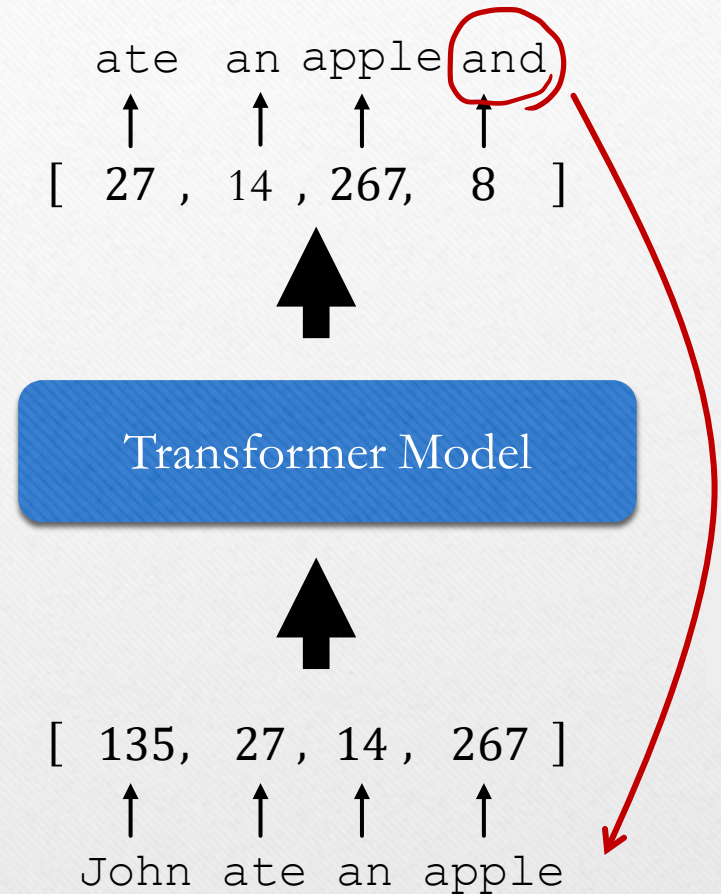 ate an apple and
[ 27 , 14 , 267, 8 ]
Transformer Model
[ 135, 27 , 14 , 267 ]
John ate an apple